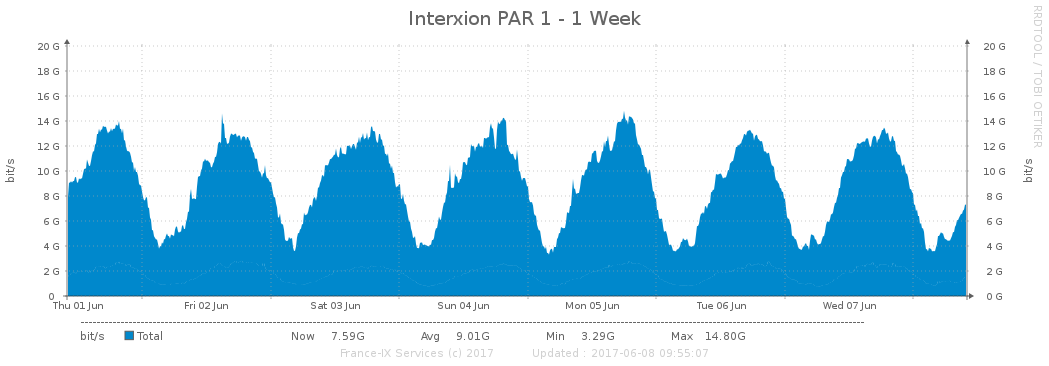 Interxion PAR 1 - 1 Week
RRDTOOL / TOBI OETIKER
20 G 20 G
18 G 18 G
16 G 16 G
14 G 14 G
12 G 12 G
10 G 10 G
8 G 8 G
6 G 6 G
4 G 4 G
2 G 2 G
0 0 G
bit/s
bit/s
Thu 01 Jun Fri 02 Jun Sat 03 Jun Sun 04 Jun Mon 05 Jun Tue 06 Jun Wed 07 Jun
bit/s Total Now 7.59G Avg 9.01G Min 3.29G Max 14.80G
France-IX Services (c) 2017 Updated : 2017-06-08 09:55:07